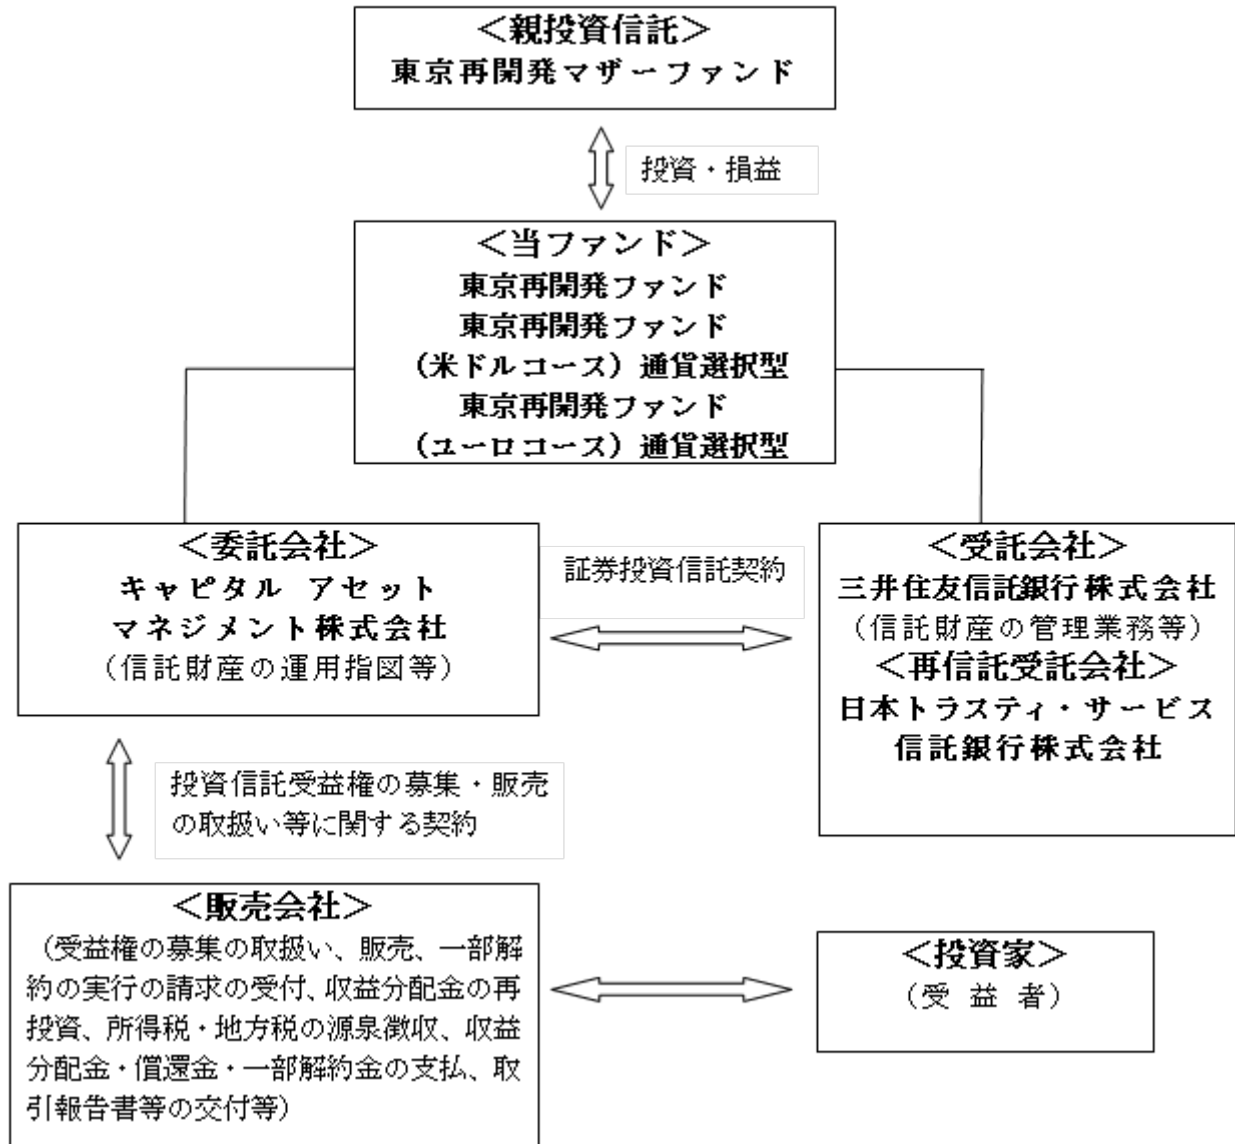 ＜親投資信託＞
東京再開発マザーファンド
投資・損益
＜当ファンド＞
東京再開発ファンド
東京再開発ファンド
（米ドルコース）通貨選択型
東京再開発ファンド
（ユーロコース）通貨選択型
＜委託会社＞
キャピタル アセット
マネジメント株式会社
（信託財産の運用指図等）
証券投資信託契約
＜受託会社＞
三井住友信託銀行株式会社
（信託財産の管理業務等）
＜再信託受託会社＞
日本トラスティ・サービス
信託銀行株式会社
投資信託受益権の募集・販売
の取扱い等に関する契約
＜販売会社＞
（受益権の募集の取扱い、販売、一部解
約の実行の請求の受付、収益分配金の再
投資、所得税・地方税の源泉徴収、収益
分配金・償還金・一部解約金の支払、取
引報告書等の交付等）
＜投資家＞
（受 益 者）